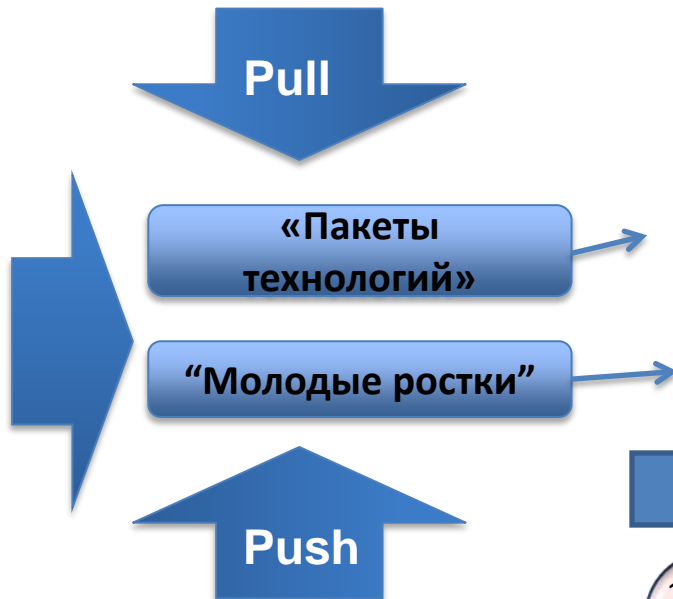 Pull
«Пакеты
технологий»
“Молодые ростки”
Push